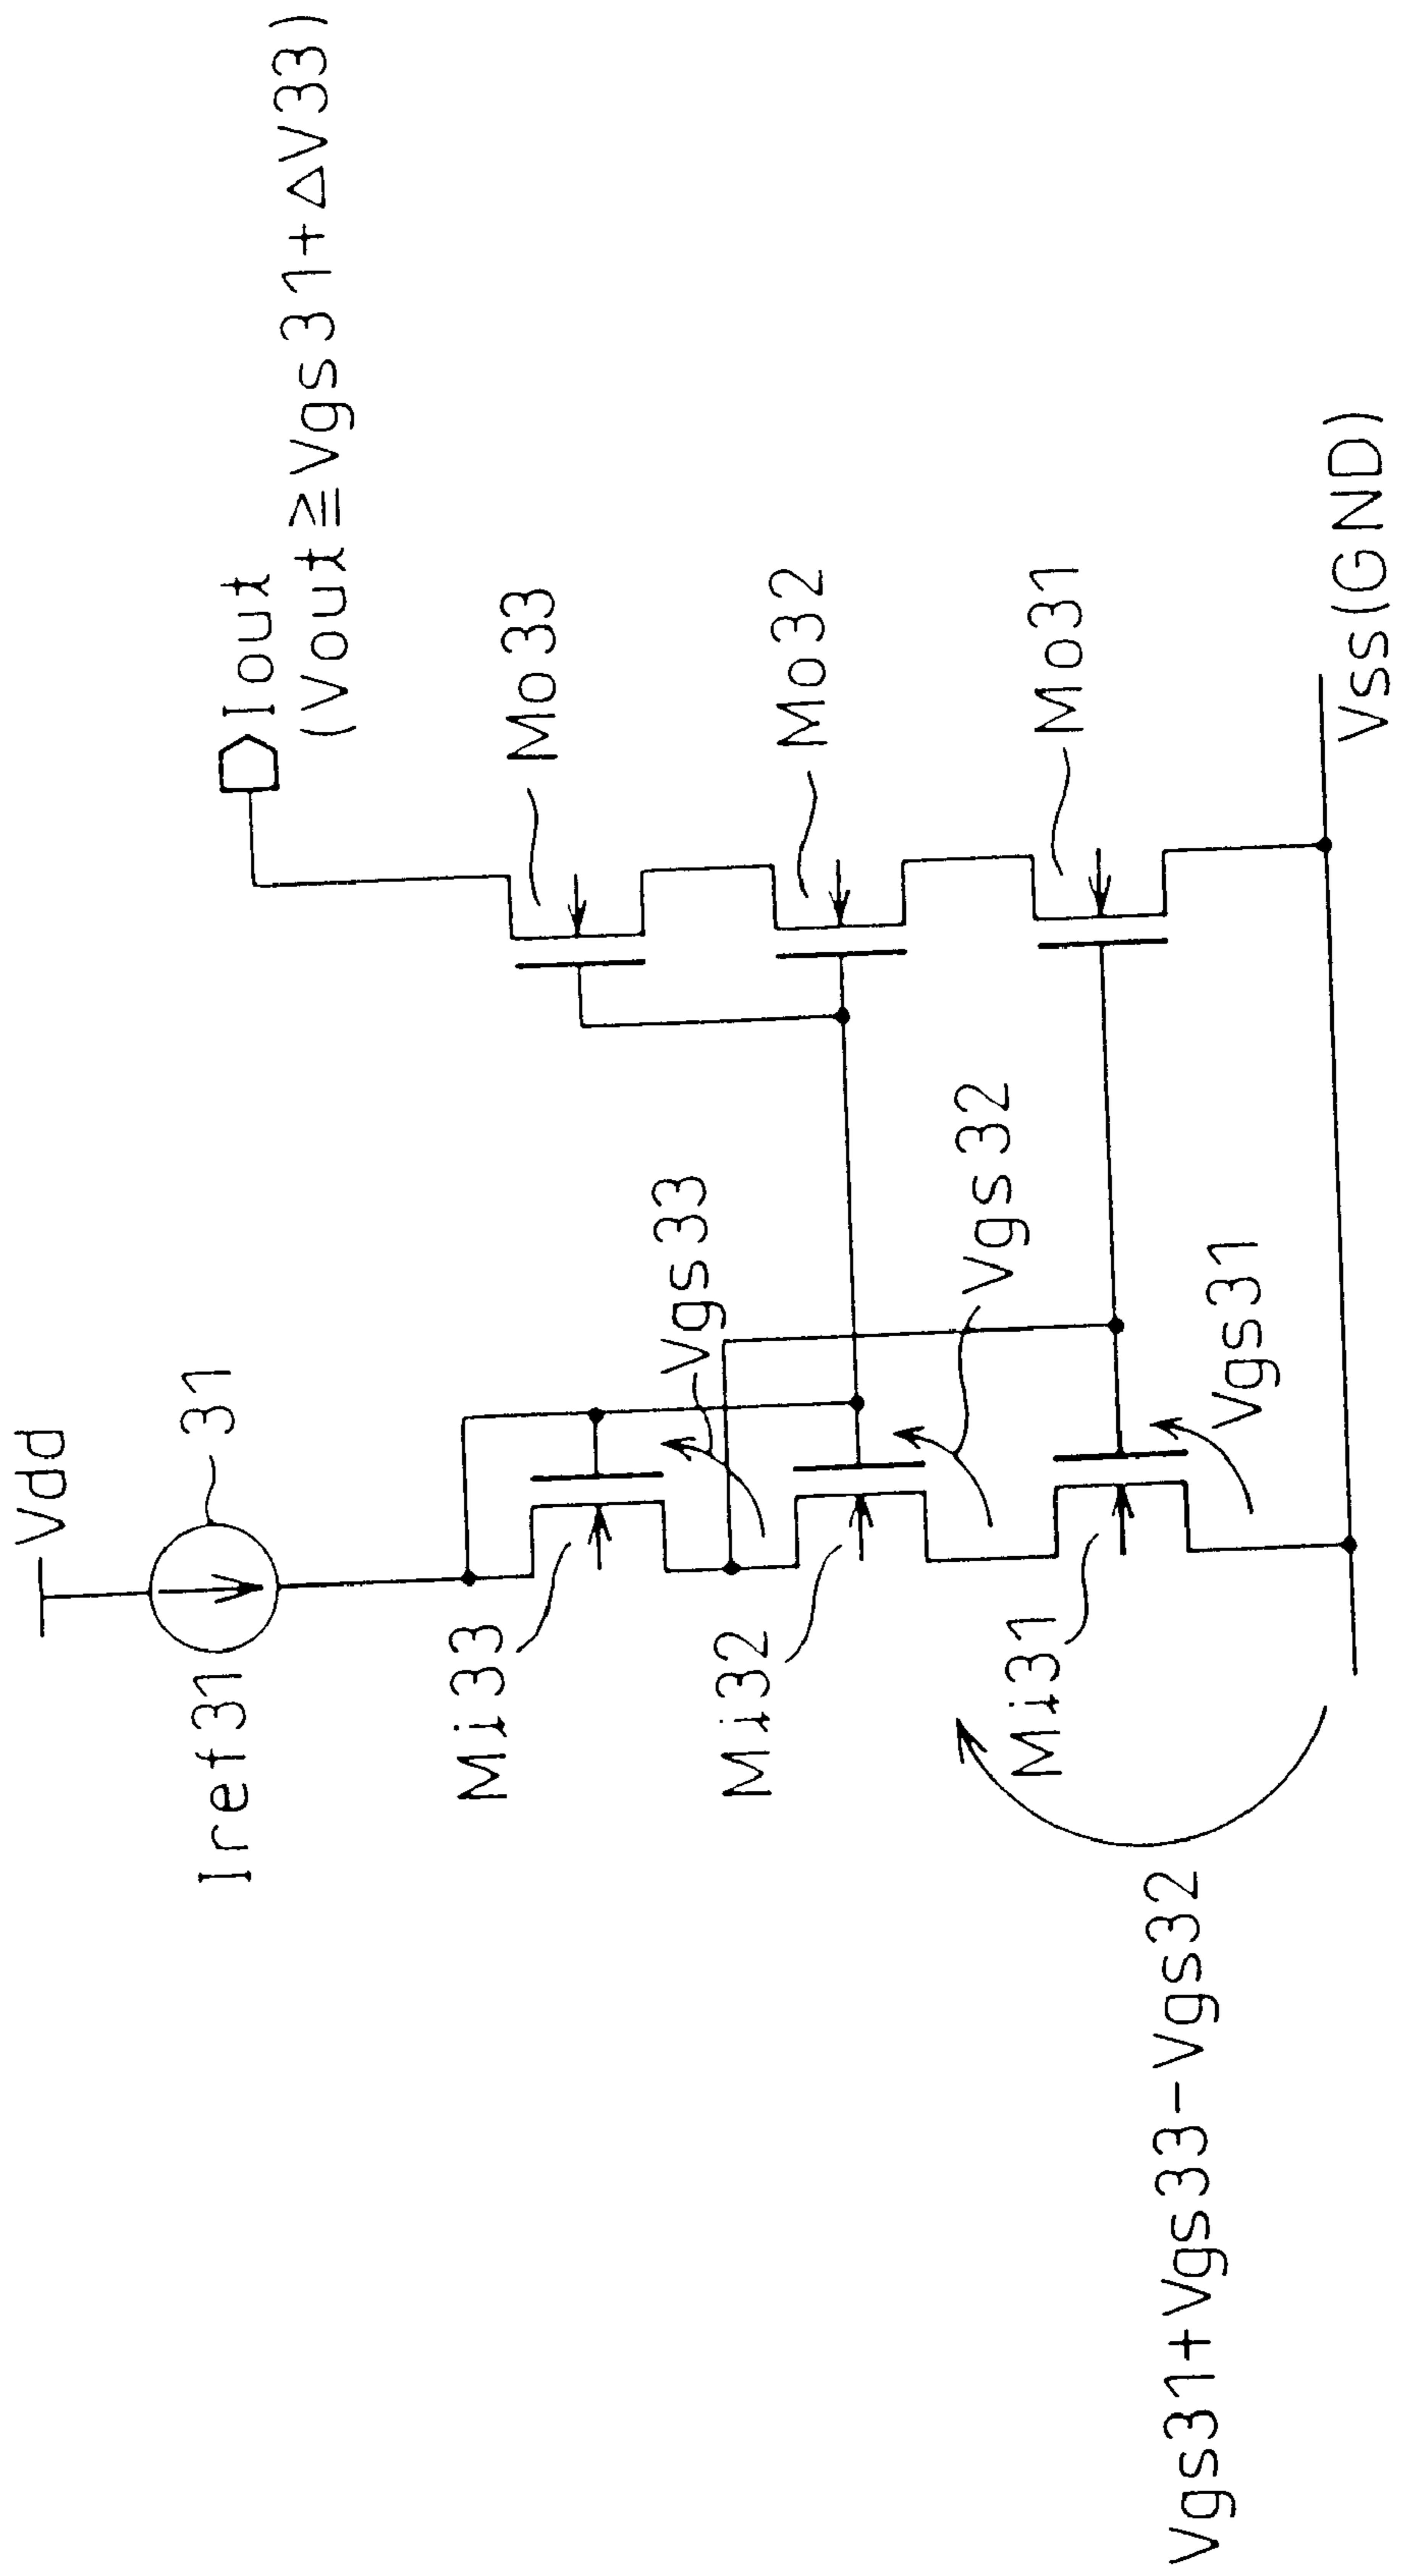 Vdd
Iref31
31
Iout
(Vout≧Vgs31+△V33)
Mi33
Vgs33
Mo33
Mi32
Vgs32
Mo32
Mi31
Vgs31
Mo31
Vgs31+Vgs33-Vgs32
Vss(GND)